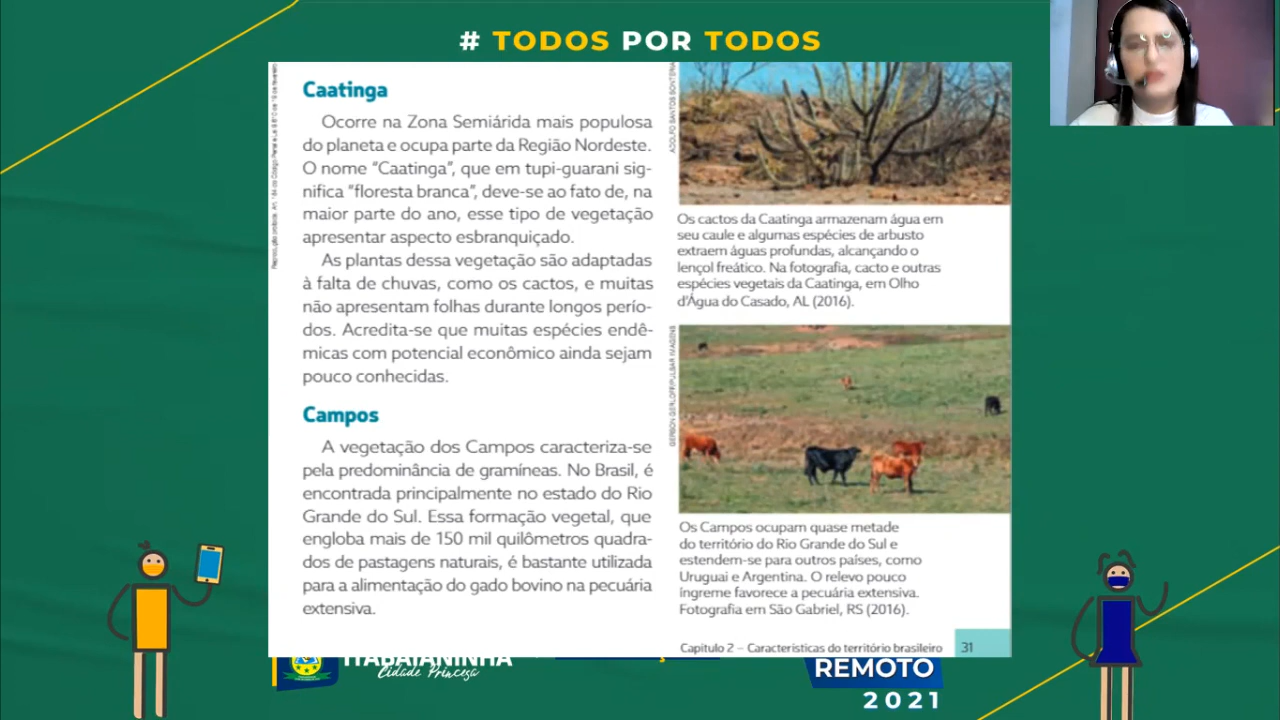 # TODOS POR TODOS
Caatinga
Ocorre na Zona Semiárida mais populosa
do planeta e ocupa parte da Região Nordeste.
O nome “Caatinga”, que em tupi-guarani sig-
nifica “floresta branca”, deve-se ao fato de, na
maior parte do ano, esse tipo de vegetação
apresentar aspecto esbranquiçado.
As plantas dessa vegetação são adaptadas
à falta de chuvas, como os cactos, e muitas
não apresentam folhas durante longos perío-
dos. Acredita-se que muitas espécies endê-
micas com potencial econômico ainda sejam
pouco conhecidas.
Campos
A vegetação dos Campos caracteriza-se
pela predominância de gramíneas. No Brasil, é
encontrada principalmente no estado do Rio
Grande do Sul. Essa formação vegetal, que
engloba mais de 150 mil quilômetros quadra-
dos de pastagens naturais, é bastante utilizada
para a alimentação do gado bovino na pecuária
extensiva.
Os cactos da Caatinga armazenam água em
seu caule e algumas espécies de arbusto
extraem águas profundas, alcançando o
lençol freático. Na fotografia, cacto e outras
espécies vegetais da Caatinga, em Olho
d’Água do Casado, AL (2016).
GERSON GERLOFF/PULSAR IMAGENS
Os Campos ocupam quase metade
do território do Rio Grande do Sul e
estendem-se para outros países, como
Uruguai e Argentina. O relevo pouco
íngreme favorece a pecuária extensiva.
Fotografia em São Gabriel, RS (2016).
Capítulo 2 – Características do território brasileiro 31
ITABAIANINHA
Cidade Princesa
REMOTO
2021